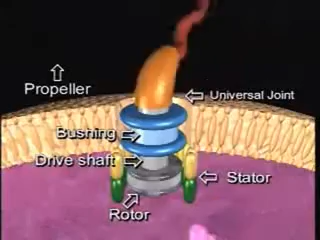 Propeller
Universal Joint
Bushing
Drive shaft
Stator
Rotor